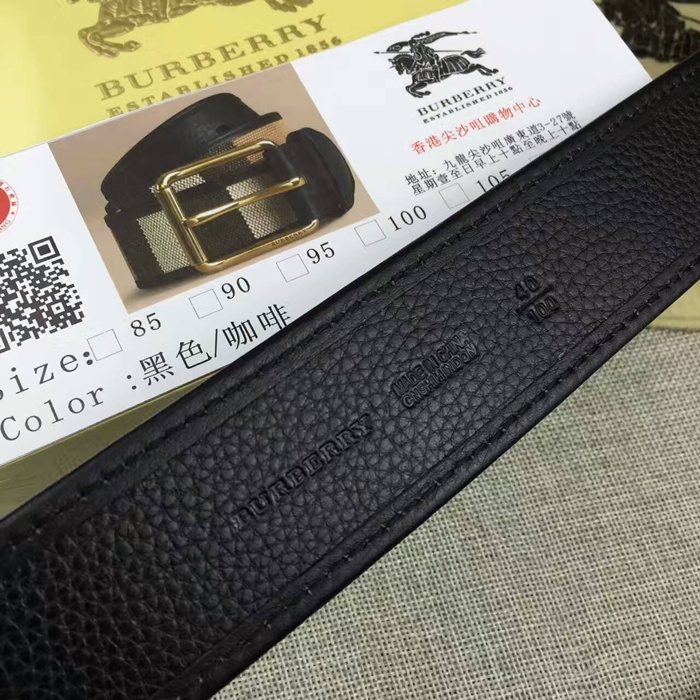 BURBERRY
ESTABLISHED 1856
BURBERRY
ESTABLISHED 1856
香港尖沙咀購物中心
地址:九龍尖沙咀廣東道3-27號
星期壹至日早上十點至晚上十點
BURBERRY
size: 85 90 95 100 105
Color :黑色/咖啡
40
100
BURBERRY